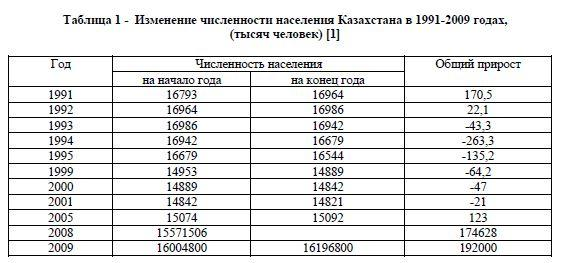 Таблица 1 - Изменение численности населения Казахстана в 1991-2009 годах,
(тысяч человек) [1]
Год Численность населения Общий прирост
на начало года на конец года
1991 16793 16964 170,5
1992 16964 16986 22,1
1993 16986 16942 -43,3
1994 16942 16679 -263,3
1995 16679 16544 -135,2
1999 14953 14889 -64,2
2000 14889 14842 -47
2001 14842 14821 -21
2005 15074 15092 123
2008 15571506 174628
2009 16004800 16196800 192000